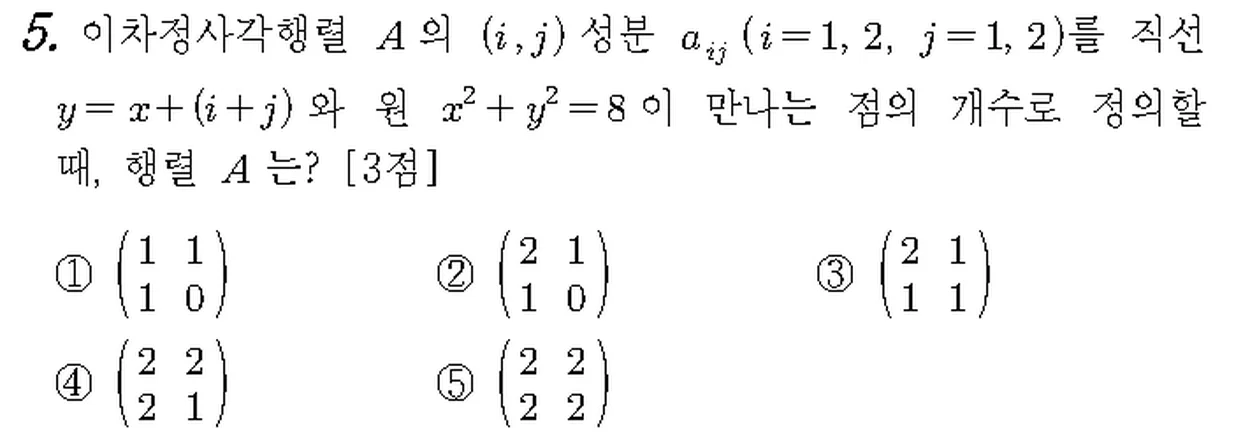 5. 이차정사각행렬 A 의 (i, j) 성분 a_{ij} (i=1, 2, j=1, 2)를 직선
y= x+(i+j) 와 원 x²+y²=8 이 만나는 점의 개수로 정의할
때, 행렬 A 는? [3점]
① (1 1 ② (2 1 ③ (2 1
1 0) 1 0) 1 1)
④ (2 2 ⑤ (2 2
2 1) 2 2)